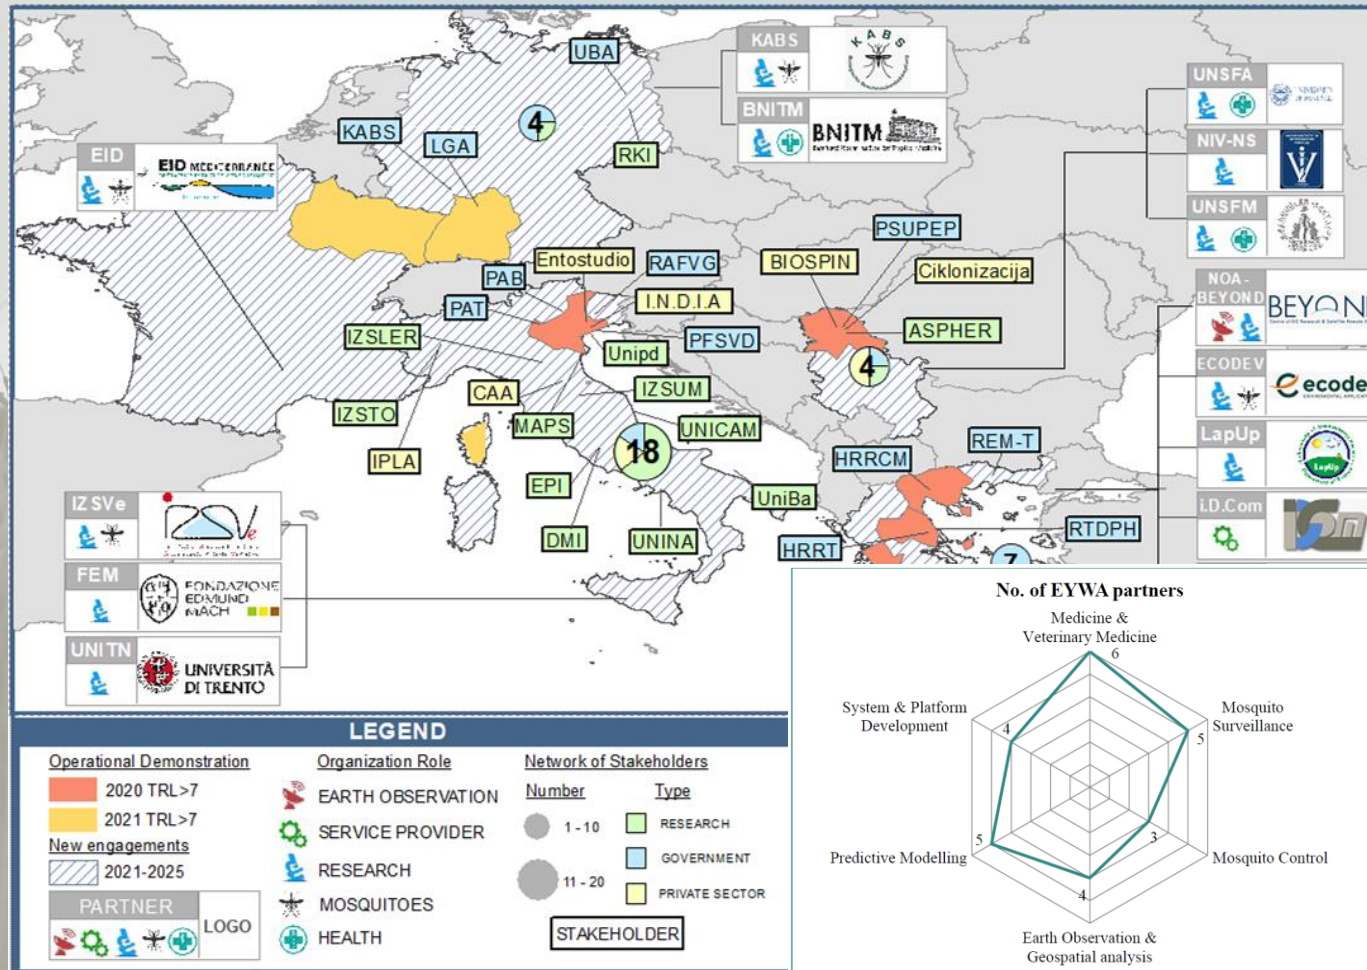 UBA
KABS
BNITM
KABS
BNITM
UNSFA
NIV-NS
UNSFM
4
KABS
LGA
RKI
EID
EID MEDITERRANEE
PSUPEP
Entostudio
RAFVG
BIOSPIN
Ciklonizacija
PAB
I.N.D.I.A
PAT
ASPHER
IZSLER
PFSVD
Unipd
4
IZSUM
CAA
IZSTO
MAPS
UNICAM
IPLA
18
HRRCM
REM-T
EPI
UniBa
DMI
UNINA
HRRT
RTDPH
7
NOA -
BEYOND
ECODEV
LapUp
LapUp
i.D.Com
IZSVe
FEM
FONDAZIONE
EDMUND
MACH
UNITN
UNIVERSITÀ
DI TRENTO
LEGEND
Operational Demonstration
2020 TRL>7
2021 TRL>7
New engagements
2021-2025
PARTNER
LOGO
Organization Role
EARTH OBSERVATION
SERVICE PROVIDER
RESEARCH
MOSQUITOES
HEALTH
Network of Stakeholders
Number
Type
1 - 10
11 - 20
RESEARCH
GOVERNMENT
PRIVATE SECTOR
STAKEHOLDER
No. of EYWA partners
Medicine &
Veterinary Medicine
6
System & Platform
Development
4
Mosquito
Surveillance
5
Predictive Modelling
5
3
Mosquito Control
4
Earth Observation &
Geospatial analysis